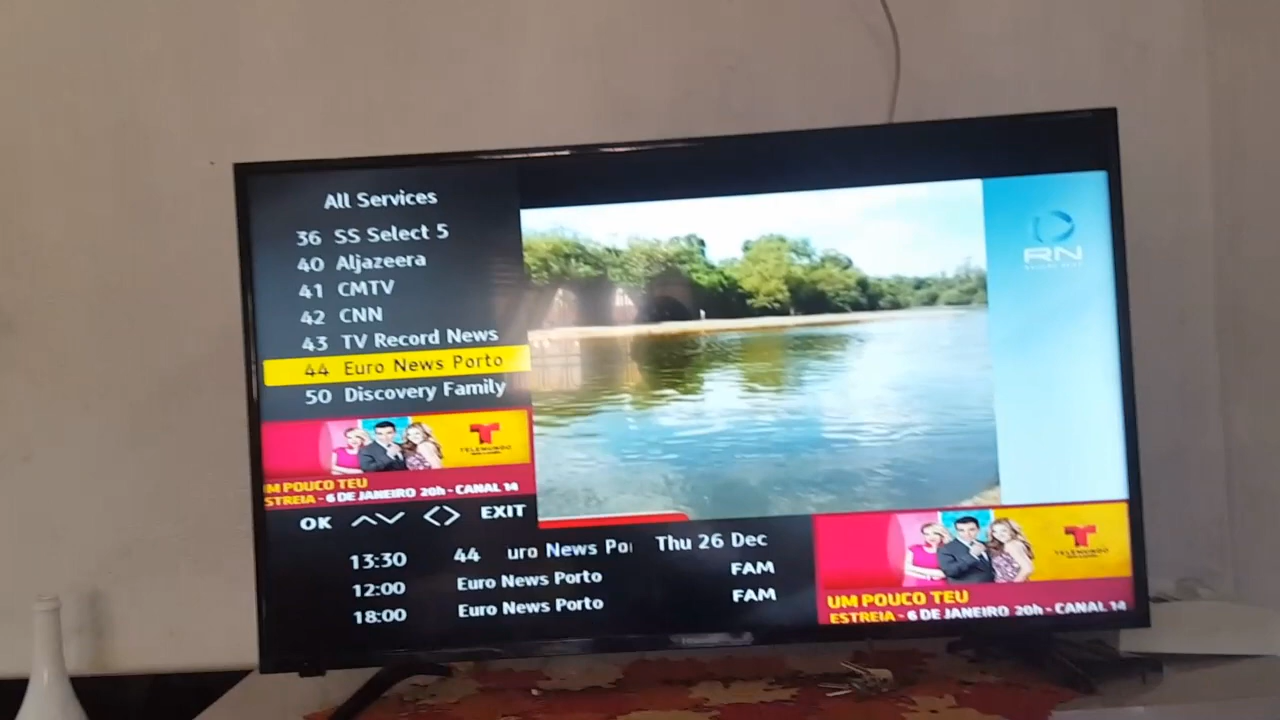 All Services
36 SS Select 5
40 Aljazeera
41 CMTV
42 CNN
43 TV Record News
44 Euro News Porto
50 Discovery Family
TELEMUNDO
M POUCO TEU
STREIA - 6 DE JANEIRO 20h - CANAL 14
OK EXIT
RN
13:30 44 uro News Po Thu 26 Dec
12:00 Euro News Porto FAM
18:00 Euro News Porto FAM
TELEMUNDO
UM POUCO TEU
ESTREIA - 6 DE JANEIRO 20h - CANAL 14